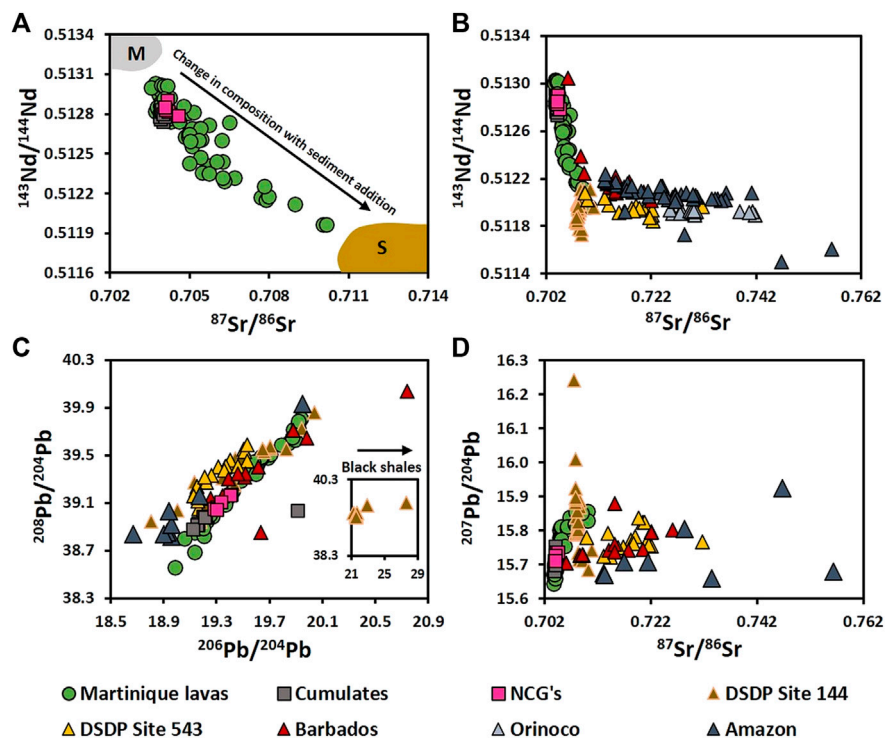 A
0.5134
0.5131
0.5128
0.5125
0.5122
0.5119
0.5116
¹⁴³Nd/¹⁴⁴Nd
M
Change in composition with sediment addition
S
0.702 0.705 0.708 0.711 0.714
⁸⁷Sr/⁸⁶Sr
B
0.5134
0.5130
0.5126
0.5122
0.5118
0.5114
¹⁴³Nd/¹⁴⁴Nd
0.702 0.722 0.742 0.762
⁸⁷Sr/⁸⁶Sr
C
40.3
39.9
39.5
39.1
38.7
38.3
²⁰⁸Pb/²⁰⁴Pb
Black shales
40.3
38.3
21 25 29
18.5 18.9 19.3 19.7 20.1 20.5 20.9
²⁰⁶Pb/²⁰⁴Pb
D
16.3
16.2
16.0
15.9
15.8
15.7
15.6
²⁰⁷Pb/²⁰⁴Pb
0.702 0.722 0.742 0.762
⁸⁷Sr/⁸⁶Sr
Martinique lavas Cumulates NCG's DSDP Site 144
DSDP Site 543 Barbados Orinoco Amazon